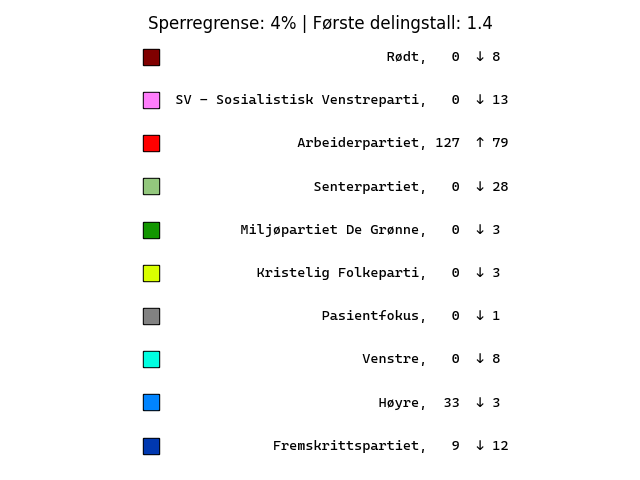 Sperregrense: 4% | Første delingstall: 1.4
Rødt, 0 ↓ 8
SV – Sosialistisk Venstreparti, 0 ↓ 13
Arbeiderpartiet, 127 ↑ 79
Senterpartiet, 0 ↓ 28
Miljøpartiet De Grønne, 0 ↓ 3
Kristelig Folkeparti, 0 ↓ 3
Pasientfokus, 0 ↓ 1
Venstre, 0 ↓ 8
Høyre, 33 ↓ 3
Fremskrittspartiet, 9 ↓ 12